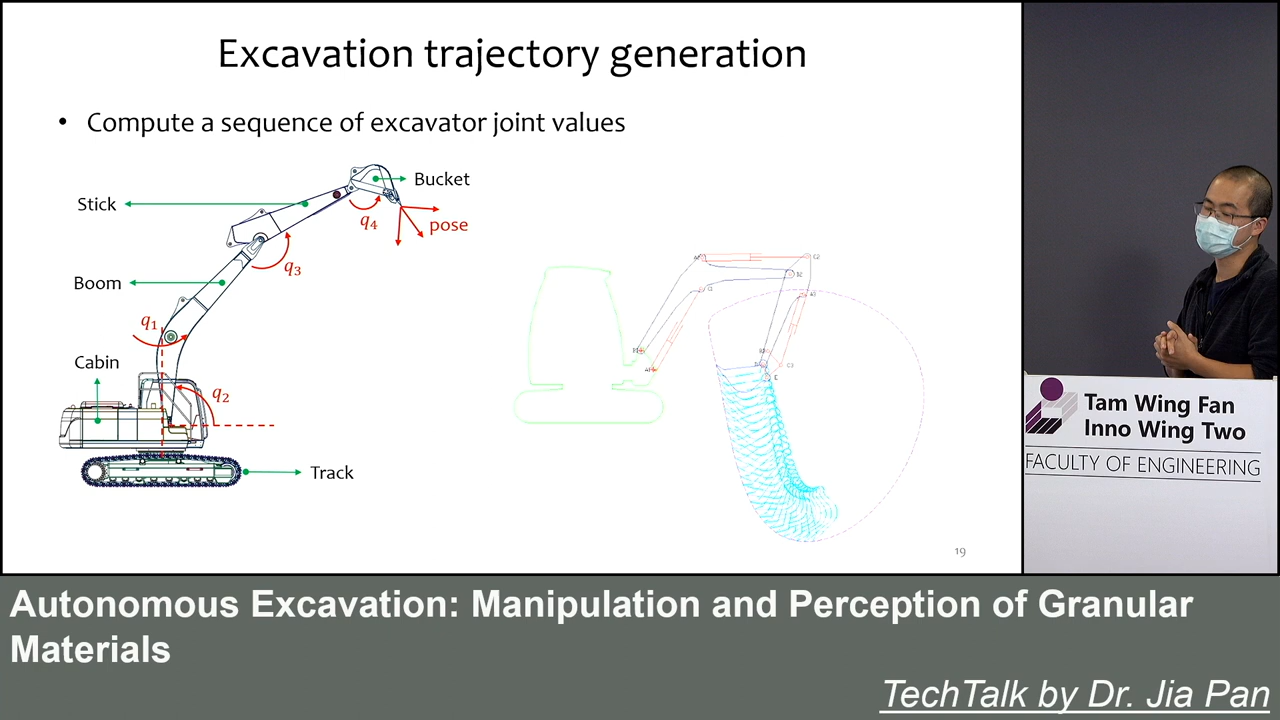 Excavation trajectory generation
• Compute a sequence of excavator joint values
Bucket
Stick
q4
pose
q3
Boom
q1
Cabin
q2
Track
19
Tam Wing Fan
Inno Wing Two
FACULTY OF ENGINEERING
Autonomous Excavation: Manipulation and Perception of Granular
Materials
TechTalk by Dr. Jia Pan